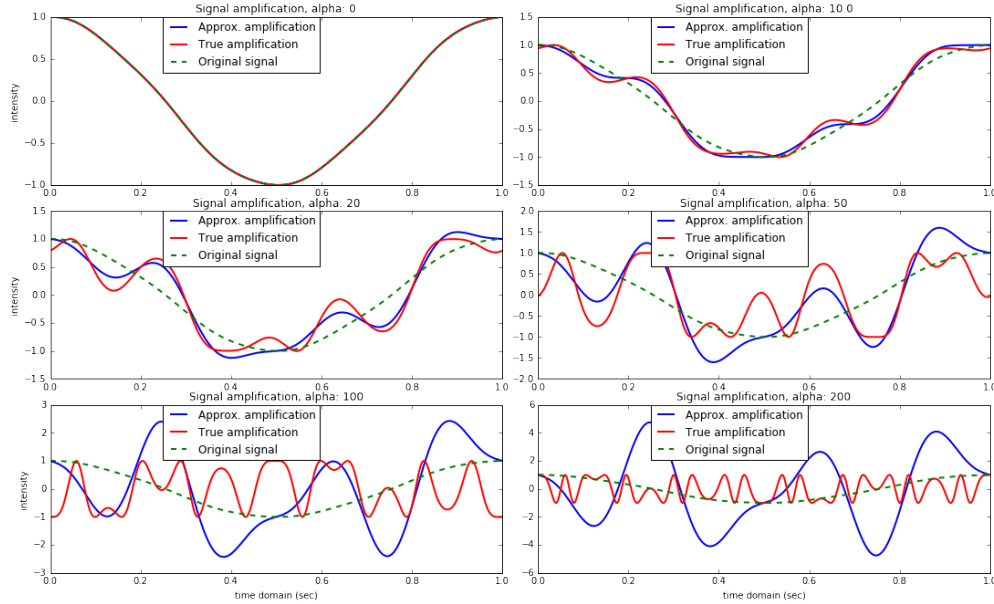 Signal amplification, alpha: 0
Approx. amplification
True amplification
Original signal
intensity
1.0
0.5
0.0
−0.5
−1.0
0.0 0.2 0.4 0.6 0.8 1.0
Signal amplification, alpha: 10 0
Approx. amplification
True amplification
Original signal
1.5
1.0
0.5
0.0
−0.5
−1.0
−1.5
0.0 0.2 0.4 0.6 0.8 1.0
Signal amplification, alpha: 20
Approx. amplification
True amplification
Original signal
intensity
1.5
1.0
0.5
0.0
−0.5
−1.0
−1.5
0.0 0.2 0.4 0.6 0.8 1.0
Signal amplification, alpha: 50
Approx. amplification
True amplification
Original signal
2.0
1.5
1.0
0.5
0.0
−0.5
−1.0
−1.5
−2.0
0.0 0.2 0.4 0.6 0.8 1.0
Signal amplification, alpha: 100
Approx. amplification
True amplification
Original signal
intensity
3
2
1
0
−1
−2
−3
0.0 0.2 0.4 0.6 0.8 1.0
time domain (sec)
Signal amplification, alpha: 200
Approx. amplification
True amplification
Original signal
6
4
2
0
−2
−4
−6
0.0 0.2 0.4 0.6 0.8 1.0
time domain (sec)